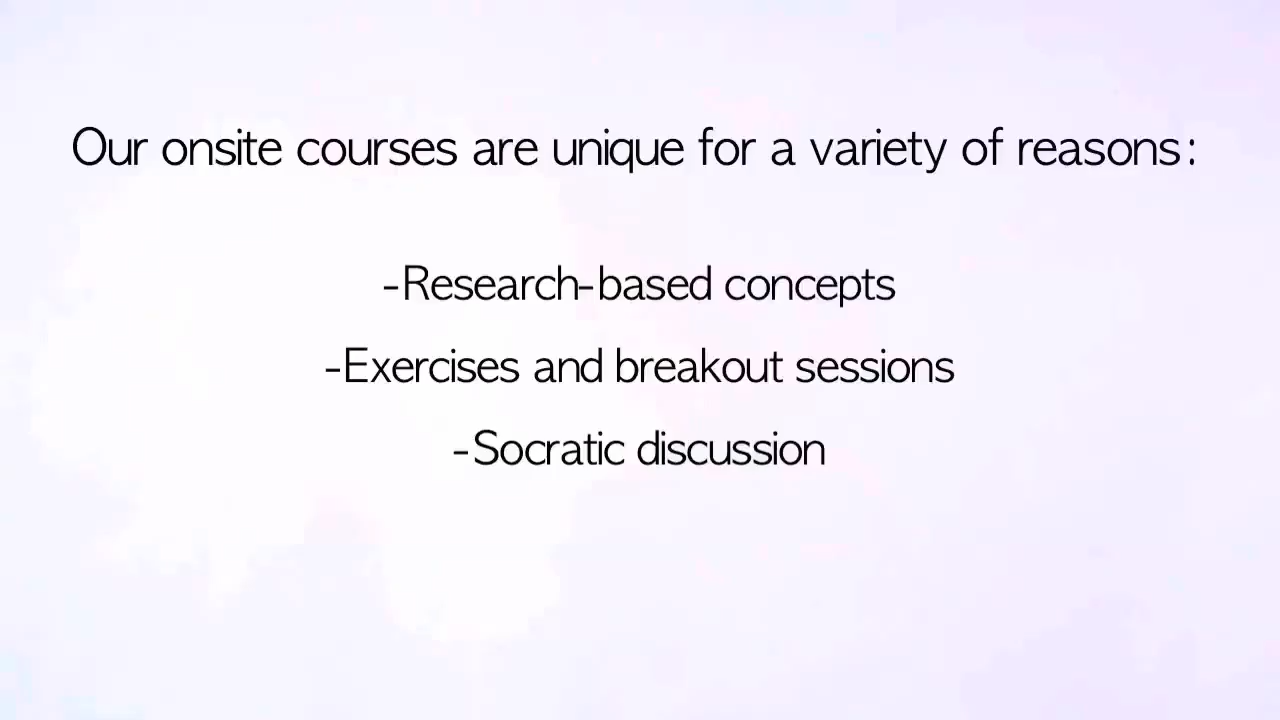 Our onsite courses are unique for a variety of reasons:
-Research-based concepts
-Exercises and breakout sessions
-Socratic discussion